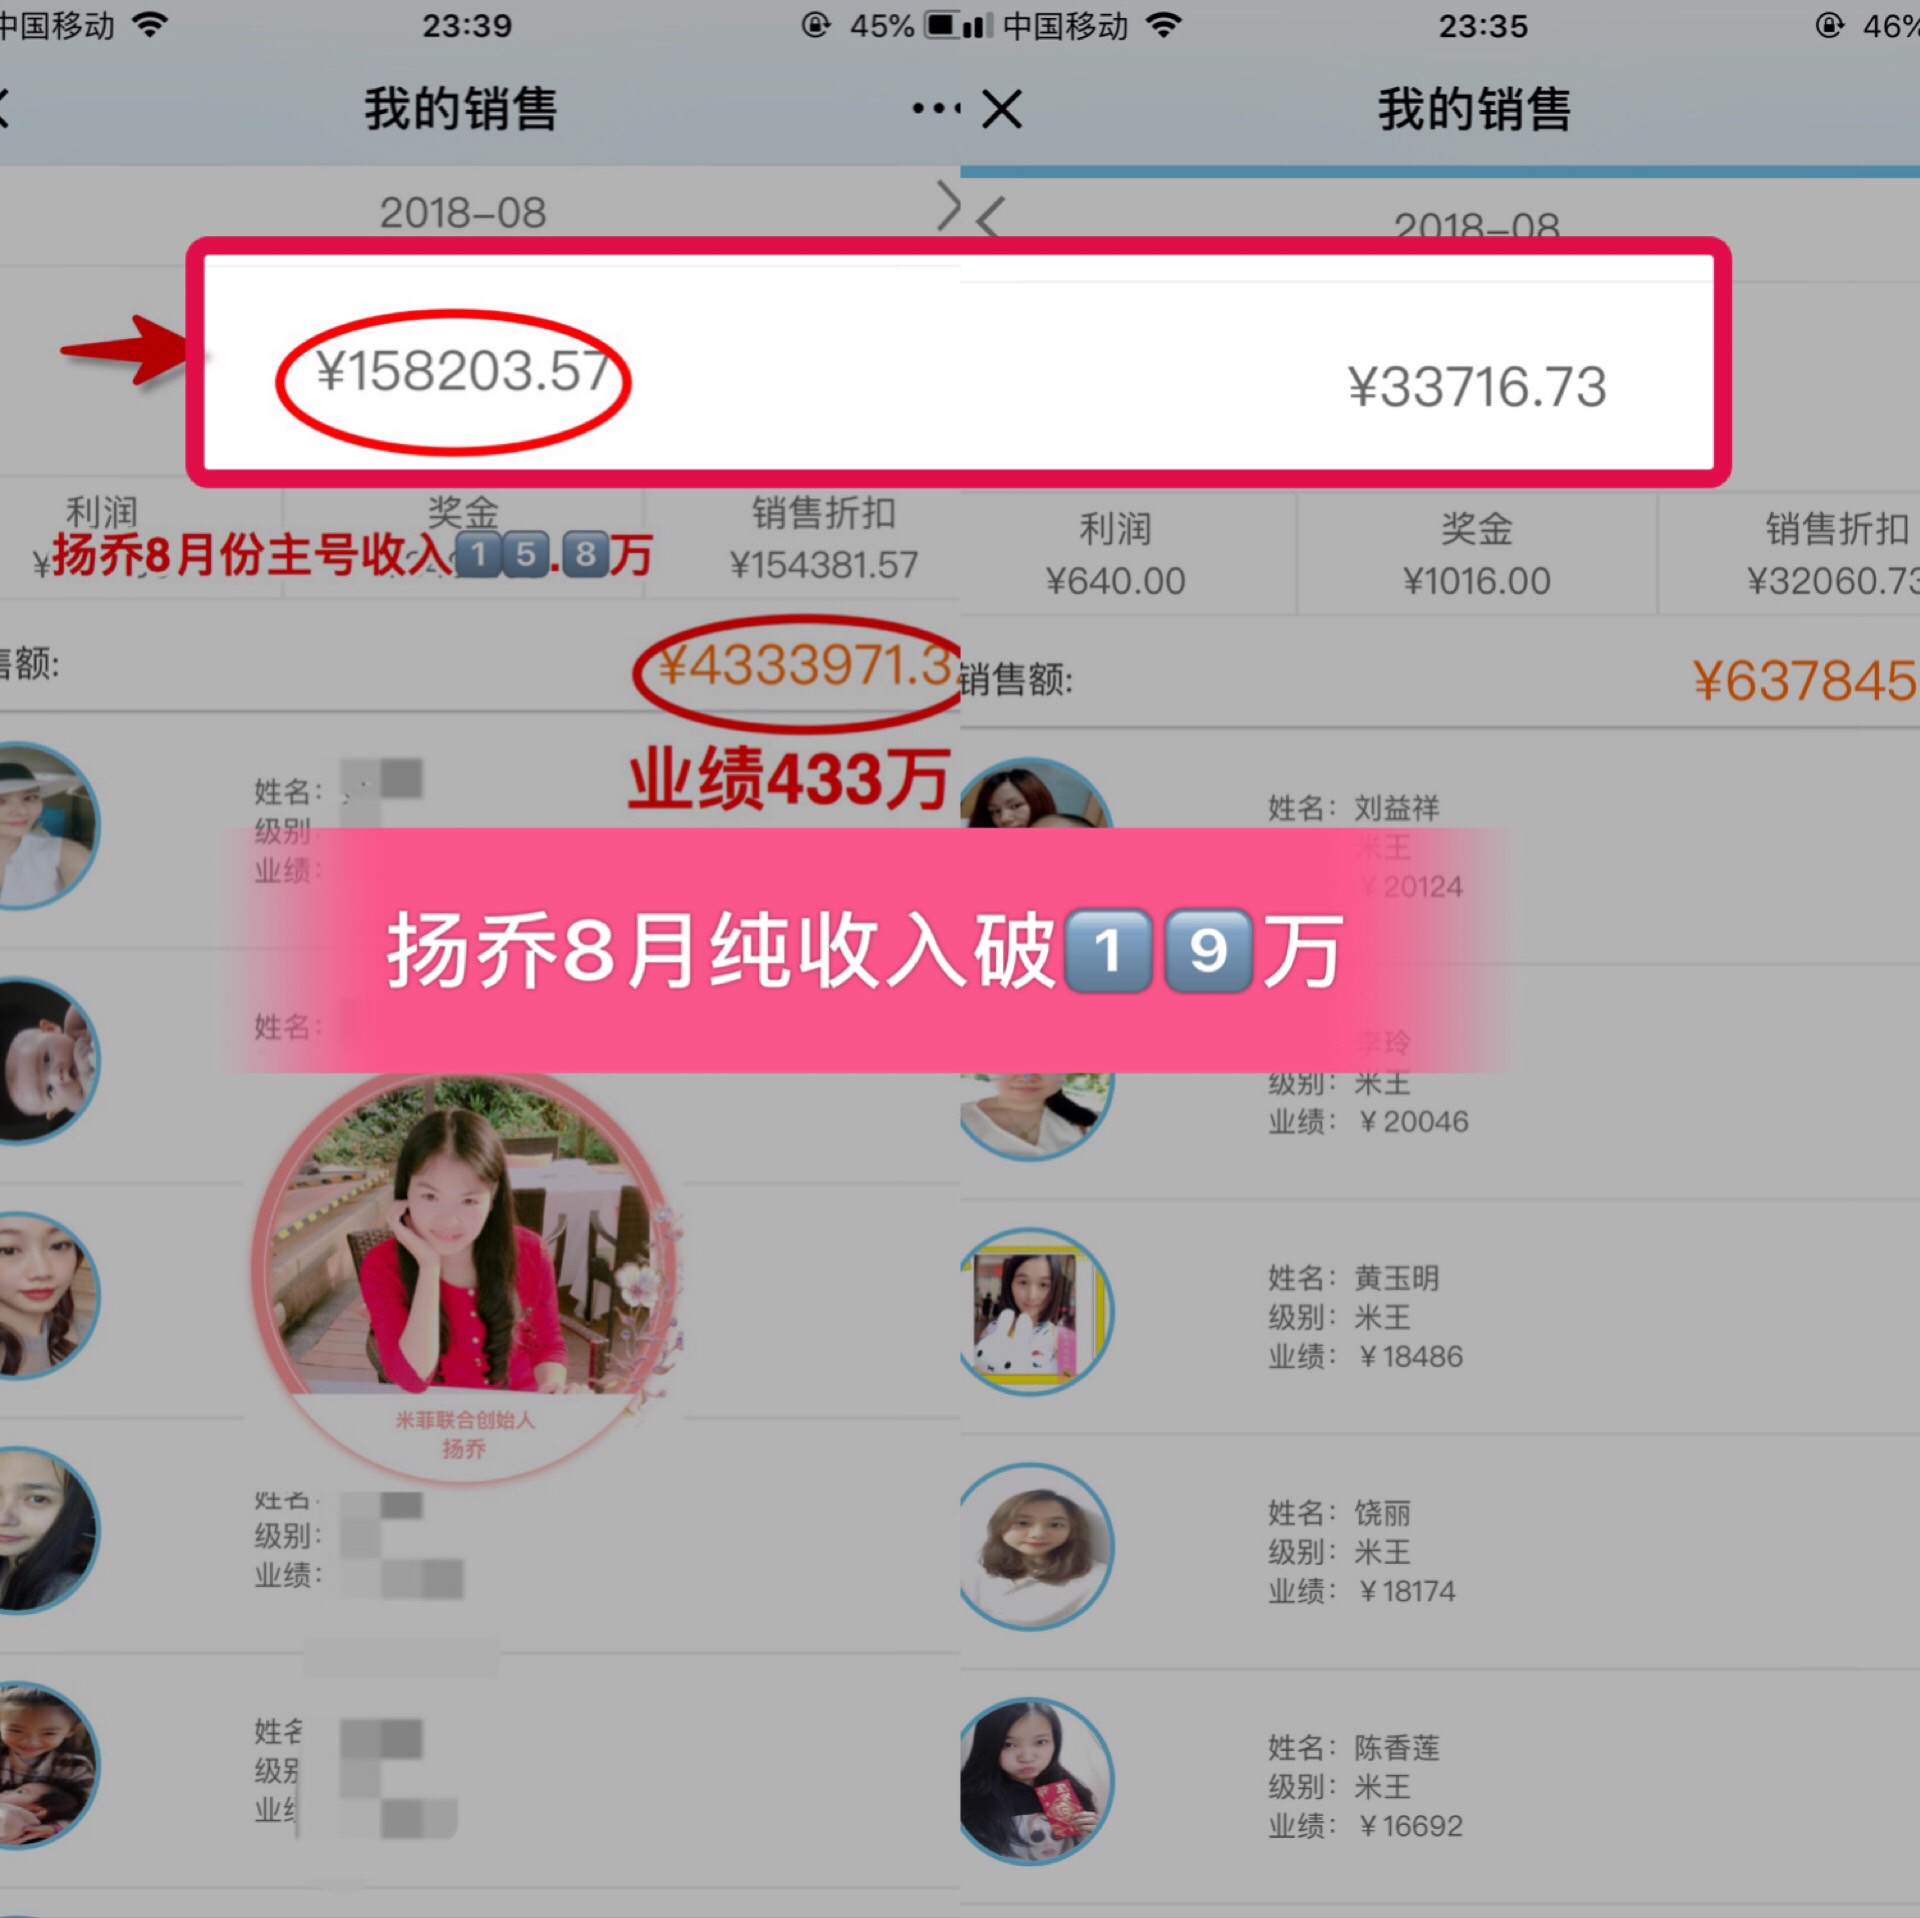 中国移动 23:39 45%
我的销售
2018-08
¥158203.57
利润 奖金 销售折扣
扬乔8月份主号收入15.8万
¥154381.57
售额: ¥4333971.3
业绩433万
姓名:
级别
业绩:
姓名:
米菲联合创始人
扬乔
姓名
级别:
业绩:
姓名
级别
业绩
中国移动 23:35 46%
我的销售
2018-08
¥33716.73
利润 奖金 销售折扣
¥640.00 ¥1016.00 ¥32060.73
销售额: ¥637845
姓名: 刘益祥
米王
¥20124
扬乔8月纯收入破19万
李玲
级别: 米王
业绩: ¥20046
姓名: 黄玉明
级别: 米王
业绩: ¥18486
姓名: 饶丽
级别: 米王
业绩: ¥18174
姓名: 陈香莲
级别: 米王
业绩: ¥16692